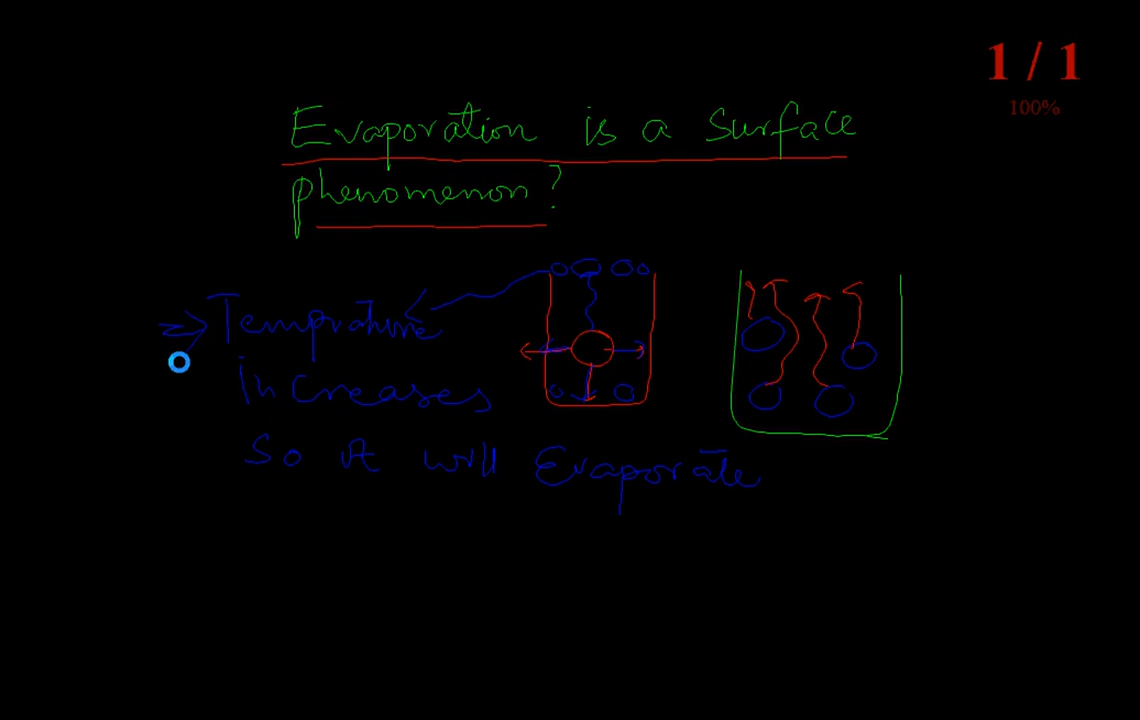 1 / 1
100%
Evaporation is a surface
phenomenon?
=> Temprature
increases
So it will Evaporate